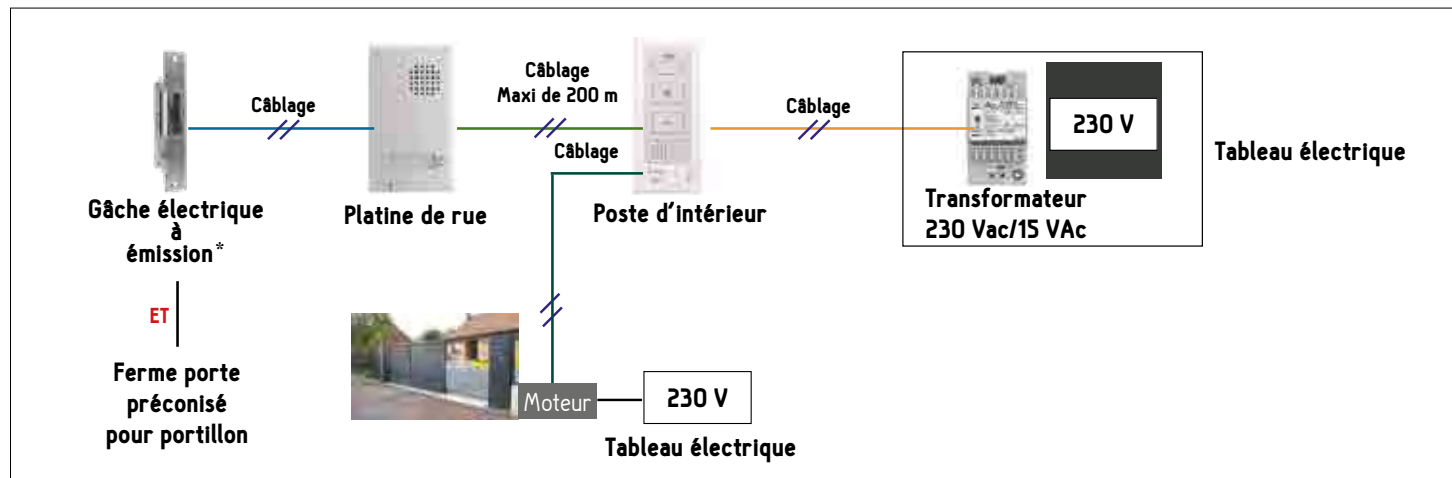 Câblage
Câblage
Maxi de 200 m
Câblage
Câblage
230 V
Tableau électrique
Gâche électrique
à
émission*
Platine de rue
Poste d'intérieur
Transformateur
230 Vac/15 VAc
ET
Ferme porte
préconisé
pour portillon
Moteur
230 V
Tableau électrique